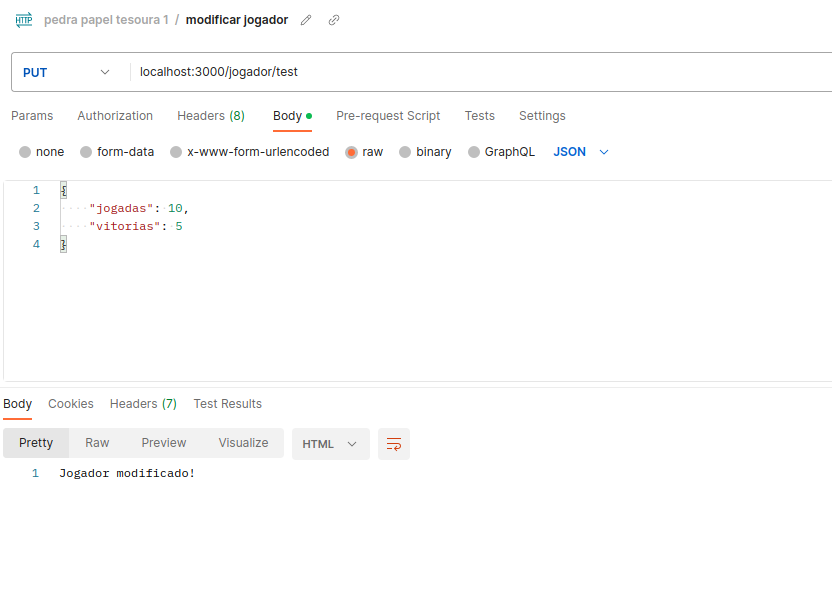 HTTP pedra papel tesoura 1 / modificar jogador
PUT localhost:3000/jogador/test
Params Authorization Headers (8) Body Pre-request Script Tests Settings
none form-data x-www-form-urlencoded raw binary GraphQL JSON
1 {
2 "jogadas": 10,
3 "vitorias": 5
4 }
Body Cookies Headers (7) Test Results
Pretty Raw Preview Visualize HTML
1 Jogador modificado!